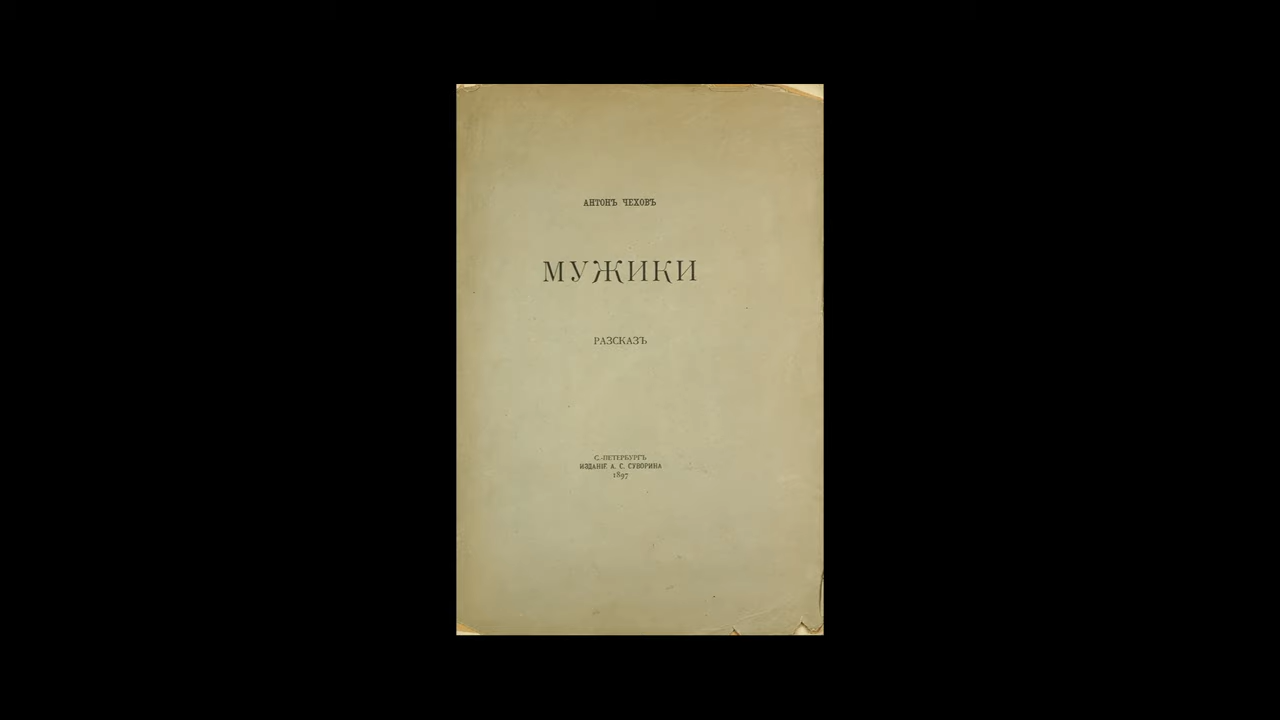 АНТОНЪ ЧЕХОВЪ
МУЖИКИ
РАЗСКАЗЪ
С.-ПЕТЕРБУРГЪ
ИЗДАНІЕ А. С. СУВОРИНА
1897